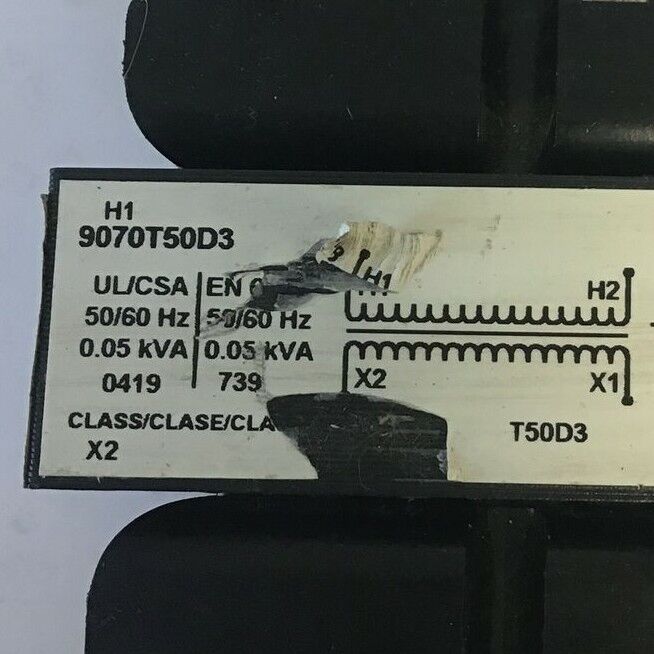 H1
9070T50D3
UL/CSA EN
50/60 Hz 50/60 Hz
0.05 kVA 0.05 kVA
0419 739
CLASS/CLASE/CLA
X2
H1 H2
X2 X1
T50D3